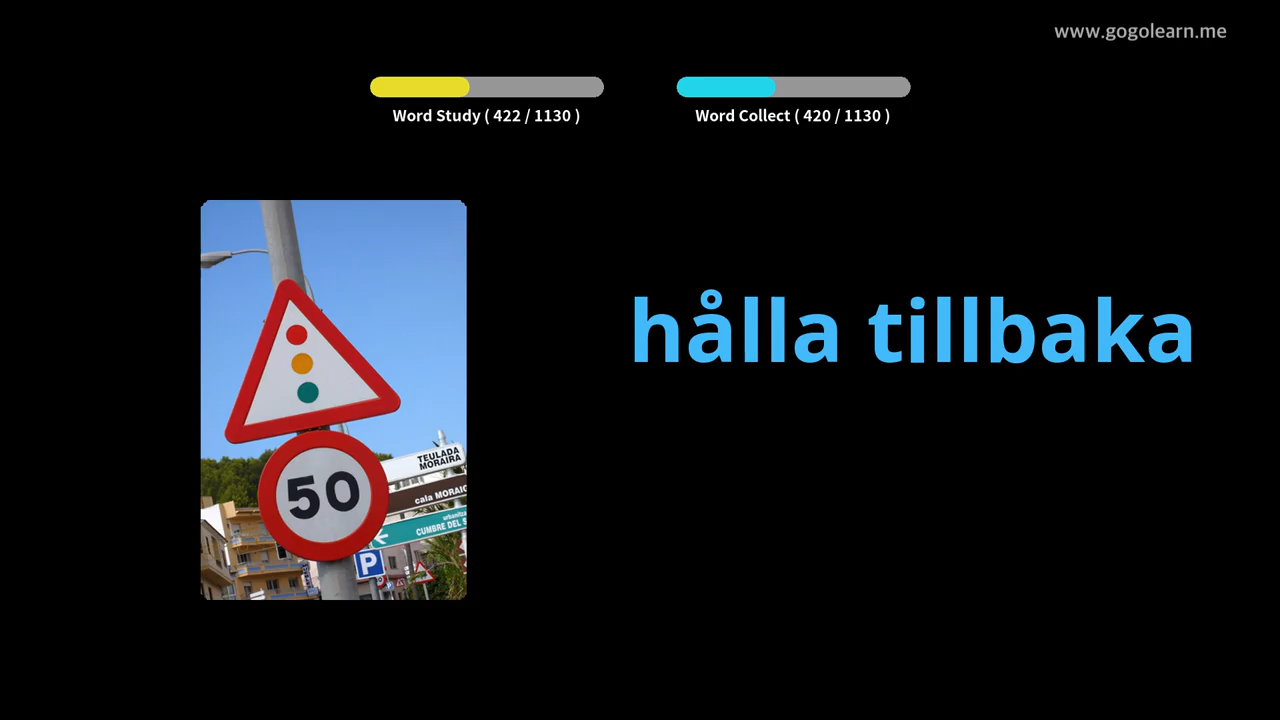 www.gogolearn.me
Word Study ( 422 / 1130 )
Word Collect ( 420 / 1130 )
hålla tillbaka
50
TEULADA
MORAIRA
cala
CUMBRE DEL
P